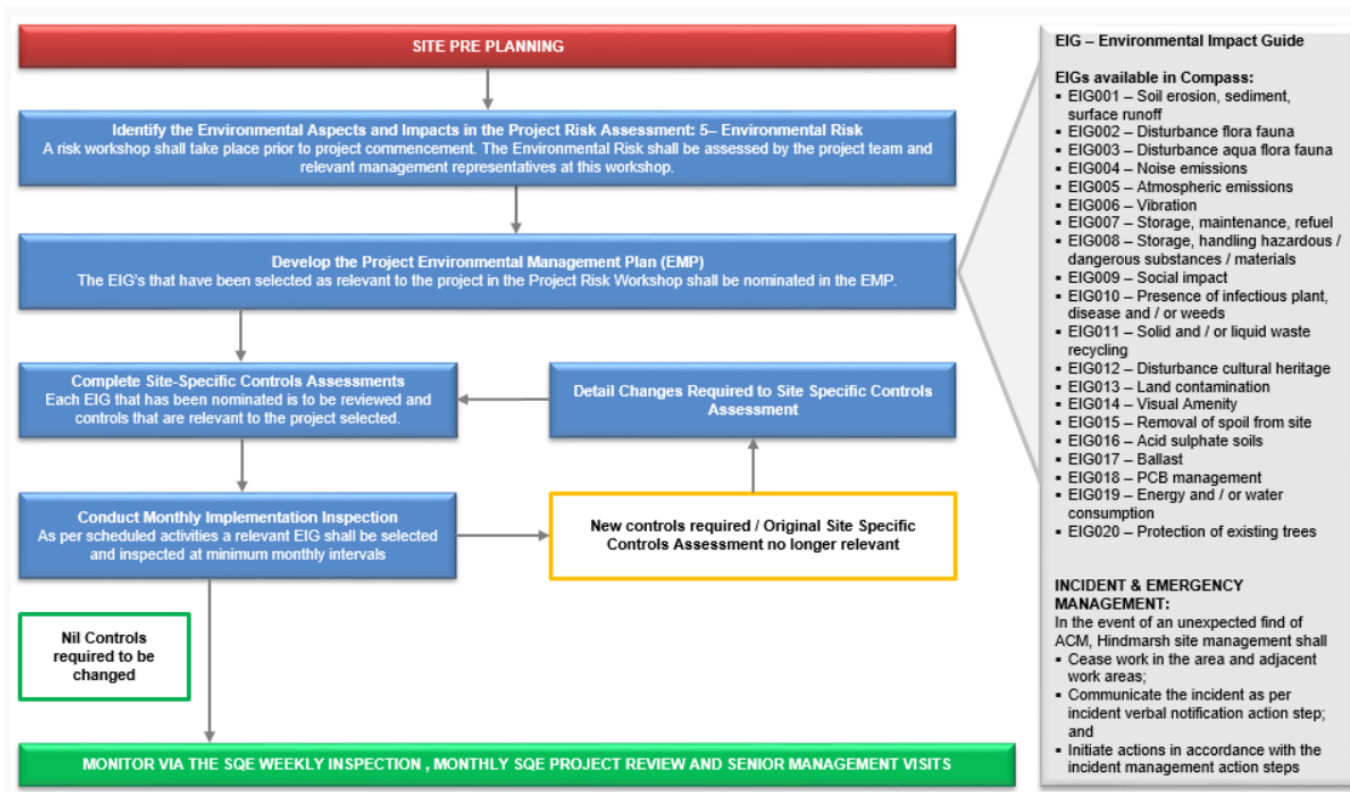 SITE PRE PLANNING
Identify the Environmental Aspects and Impacts in the Project Risk Assessment: 5– Environmental Risk
A risk workshop shall take place prior to project commencement. The Environmental Risk shall be assessed by the project team and
relevant management representatives at this workshop.
Develop the Project Environmental Management Plan (EMP)
The EIG's that have been selected as relevant to the project in the Project Risk Workshop shall be nominated in the EMP.
Complete Site-Specific Controls Assessments
Each EIG that has been nominated is to be reviewed and
controls that are relevant to the project selected.
Detail Changes Required to Site Specific Controls
Assessment
Conduct Monthly Implementation Inspection
As per scheduled activities a relevant EIG shall be selected
and inspected at minimum monthly intervals
New controls required / Original Site Specific
Controls Assessment no longer relevant
Nil Controls
required to be
changed
MONITOR VIA THE SQE WEEKLY INSPECTION , MONTHLY SQE PROJECT REVIEW AND SENIOR MANAGEMENT VISITS
EIG – Environmental Impact Guide
EIGs available in Compass:
▪ EIG001 – Soil erosion, sediment,
surface runoff
▪ EIG002 – Disturbance flora fauna
▪ EIG003 – Disturbance aqua flora fauna
▪ EIG004 – Noise emissions
▪ EIG005 – Atmospheric emissions
▪ EIG006 – Vibration
▪ EIG007 – Storage, maintenance, refuel
▪ EIG008 – Storage, handling hazardous /
dangerous substances / materials
▪ EIG009 – Social impact
▪ EIG010 – Presence of infectious plant,
disease and / or weeds
▪ EIG011 – Solid and / or liquid waste
recycling
▪ EIG012 – Disturbance cultural heritage
▪ EIG013 – Land contamination
▪ EIG014 – Visual Amenity
▪ EIG015 – Removal of spoil from site
▪ EIG016 – Acid sulphate soils
▪ EIG017 – Ballast
▪ EIG018 – PCB management
▪ EIG019 – Energy and / or water
consumption
▪ EIG020 – Protection of existing trees
INCIDENT & EMERGENCY
MANAGEMENT:
In the event of an unexpected find of
ACM, Hindmarsh site management shall
▪ Cease work in the area and adjacent
work areas;
▪ Communicate the incident as per
incident verbal notification action step;
and
▪ Initiate actions in accordance with the
incident management action steps